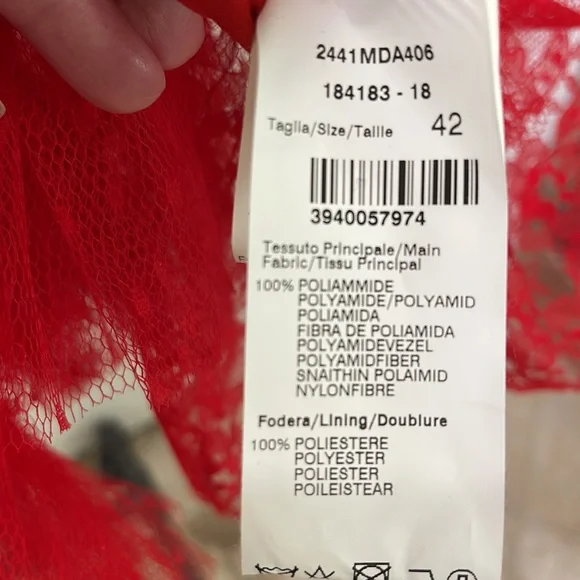 2441MDA406
184183 - 18
Taglia/Size/Taille 42
3940057974
Tessuto Principale/Main
Fabric/Tissu Principal
100% POLIAMMIDE
POLYAMIDE/POLYAMID
POLIAMIDA
FIBRA DE POLIAMIDA
POLYAMIDEVEZEL
POLYAMIDFIBER
SNAITHIN POLAIMID
NYLONFIBRE
Fodera/Lining/Doublure
100% POLIESTERE
POLYESTER
POLIESTER
POILEISTEAR